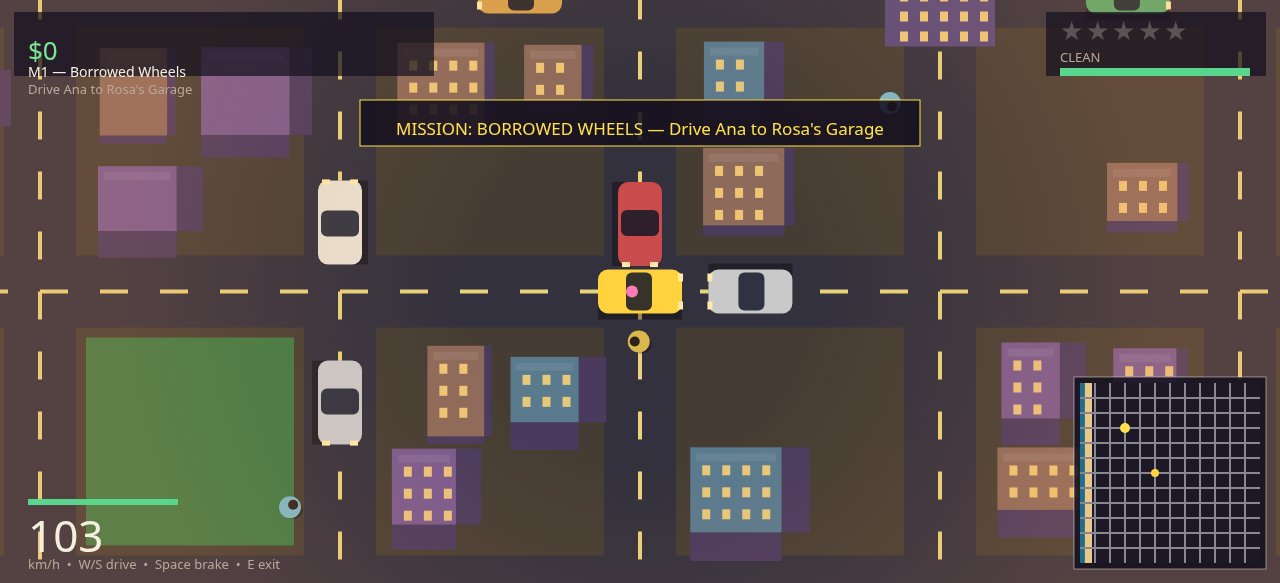 $0
M1 — Borrowed Wheels
Drive Ana to Rosa's Garage
★★★★★
CLEAN
MISSION: BORROWED WHEELS — Drive Ana to Rosa's Garage
103
km/h • W/S drive • Space brake • E exit